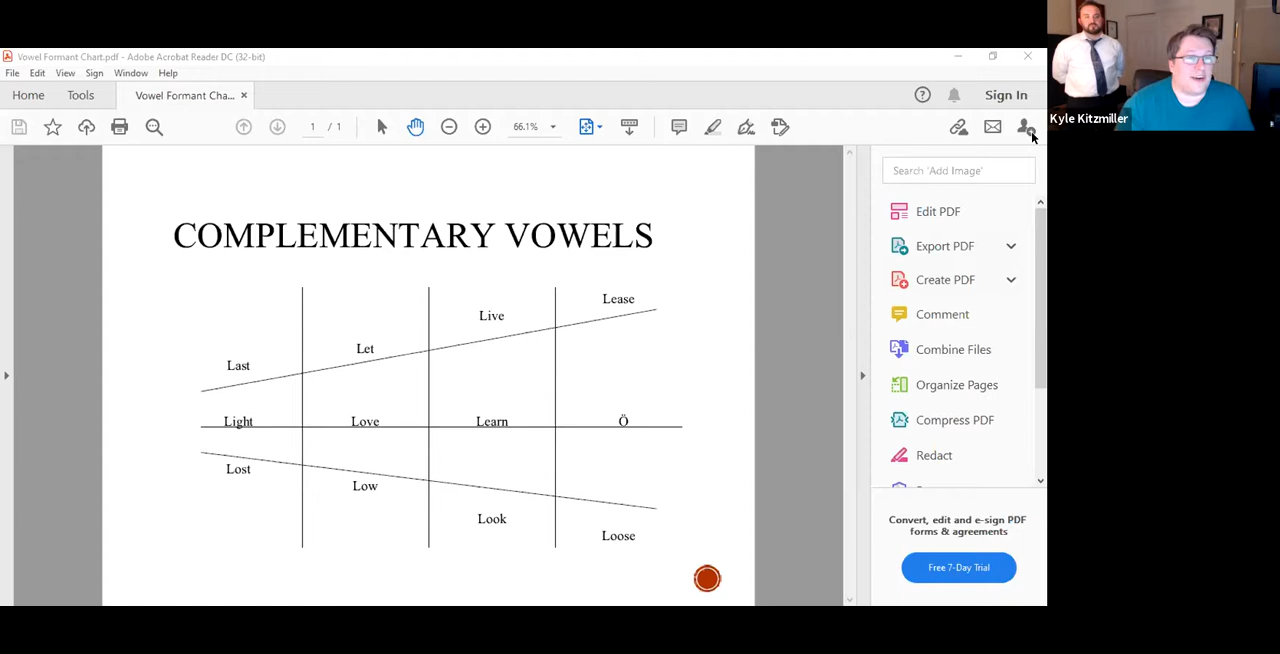 Vowel Formant Chart.pdf - Adobe Acrobat Reader DC (32-bit)
File Edit View Sign Window Help
Home Tools Vowel Formant Cha... × Sign In
1 / 1 66.1%
Kyle Kitzmiller
Search 'Add Image'
Edit PDF
Export PDF
Create PDF
Comment
Combine Files
Organize Pages
Compress PDF
Redact
Convert, edit and e-sign PDF
forms & agreements
Free 7-Day Trial
COMPLEMENTARY VOWELS
Lease
Live
Let
Last
Light Love Learn Ö
Lost
Low
Look
Loose